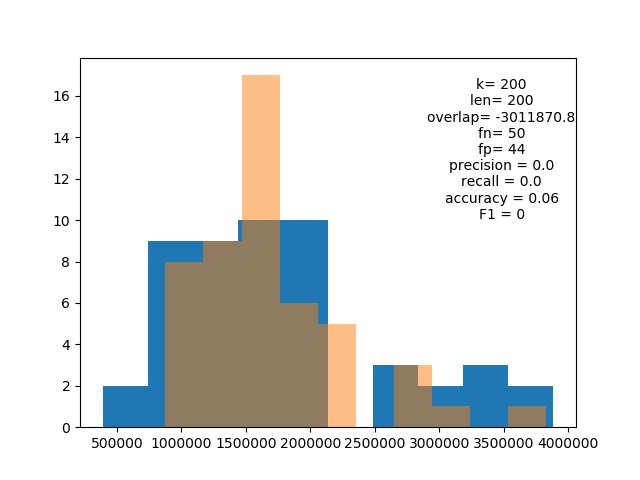 k= 200
len= 200
overlap= -3011870.8
fn= 50
fp= 44
precision = 0.0
recall = 0.0
accuracy = 0.06
F1 = 0
16
14
12
10
8
6
4
2
0
500000 1000000 1500000 2000000 2500000 3000000 3500000 4000000